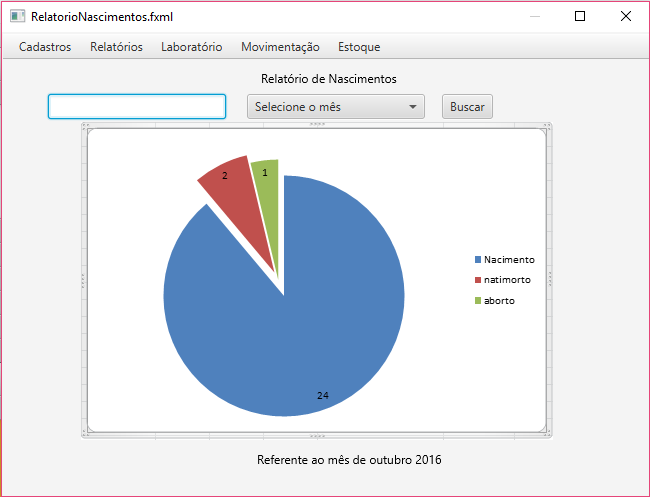 RelatorioNascimentos.fxml
Cadastros Relatórios Laboratório Movimentação Estoque
Relatório de Nascimentos
Selecione o mês Buscar
2
1
24
Nacimento
natimorto
aborto
Referente ao mês de outubro 2016